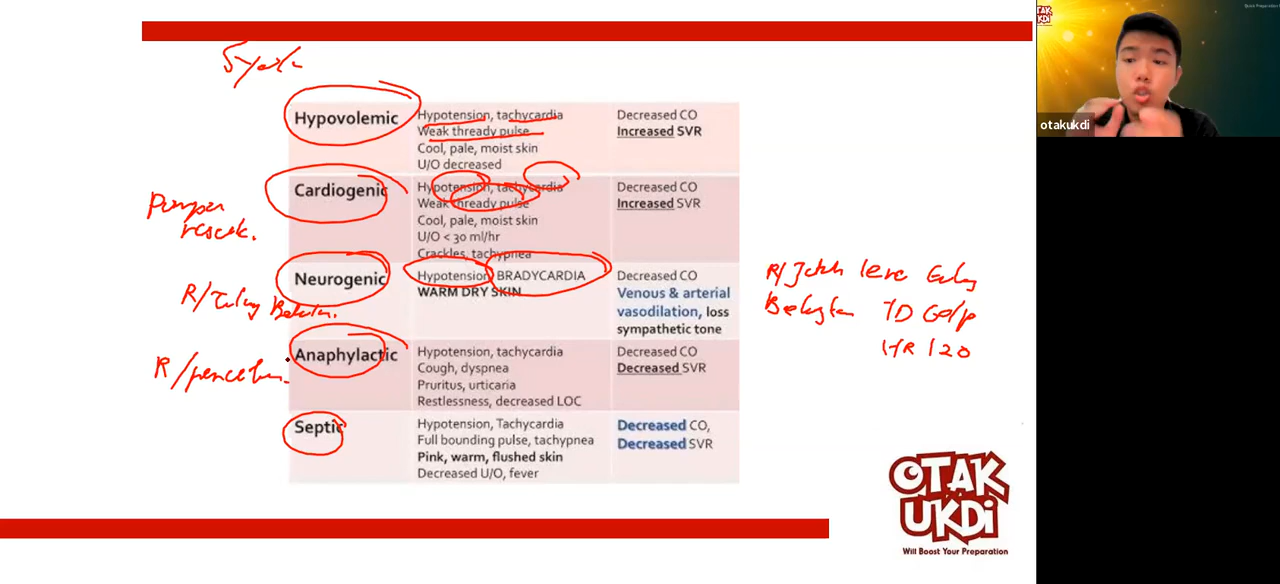 Syok
Hypovolemic
Hypotension, tachycardia
Weak thready pulse
Cool, pale, moist skin
U/O decreased
Decreased CO
Increased SVR
Cardiogenic
Hypotension, tachycardia
Weak thready pulse
Cool, pale, moist skin
U/O < 30 ml/hr
Crackles, tachypnea
Decreased CO
Increased SVR
Neurogenic
Hypotension BRADYCARDIA
WARM DRY SKIN
Decreased CO
Venous & arterial
vasodilation, loss
sympathetic tone
Anaphylactic
Hypotension, tachycardia
Cough, dyspnea
Pruritus, urticaria
Restlessness, decreased LOC
Decreased CO
Decreased SVR
Septic
Hypotension, Tachycardia
Full bounding pulse, tachypnea
Pink, warm, flushed skin
Decreased U/O, fever
Decreased CO,
Decreased SVR
R/
R/
R/
TD 60/p
HR 120
OTAK
UKDI
otakukdi
OTAK
UKDi
Will Boost Your Preparation